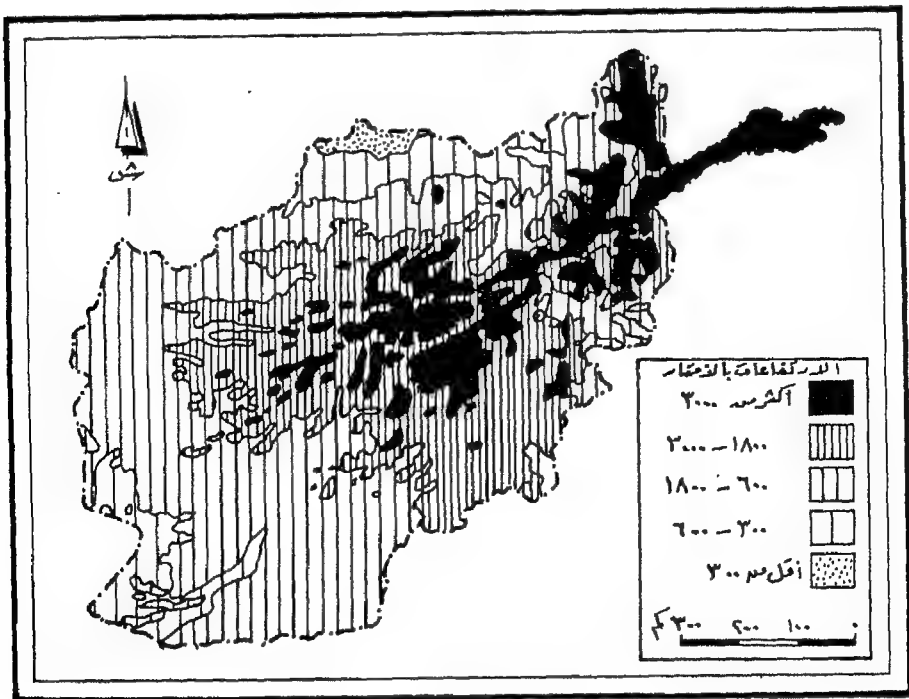 ش
الارتفاعات بالأمتار
أكثر من ٣٠٠٠
١٨٠٠ - ٣٠٠٠
٦٠٠ - ١٨٠٠
٣٠٠ - ٦٠٠
أقل من ٣٠٠
٣٠٠ كم ٢٠٠ ١٠٠ ٠